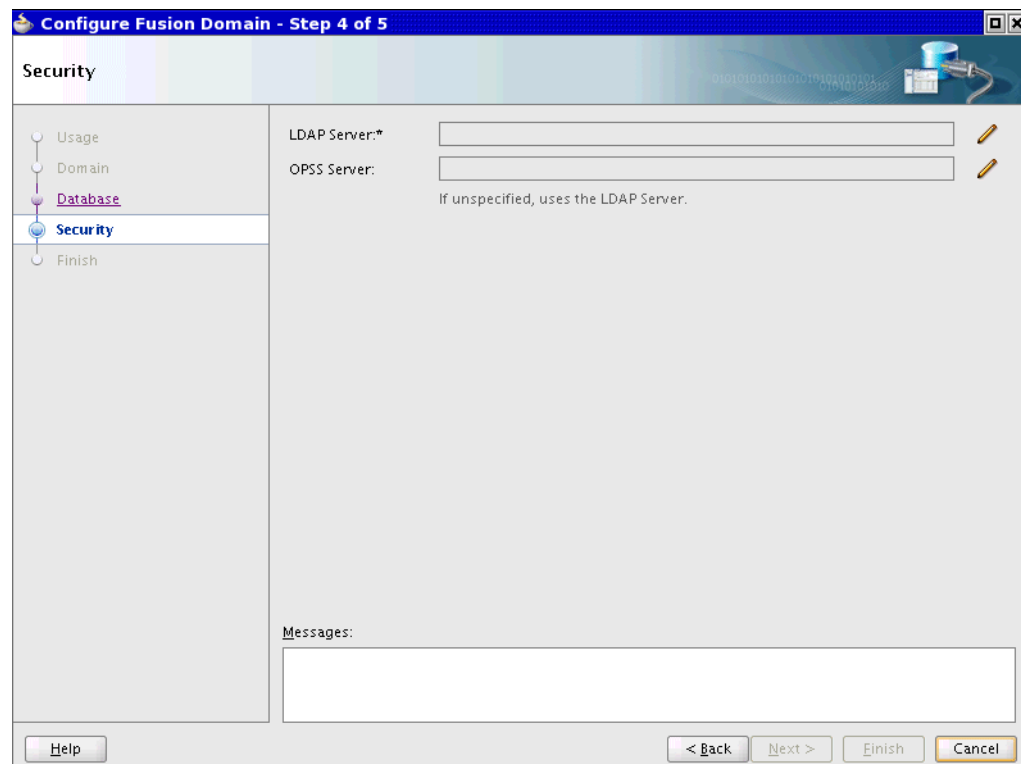 Configure Fusion Domain - Step 4 of 5
Security
Usage
Domain
Database
Security
Finish
LDAP Server:*
OPSS Server:
If unspecified, uses the LDAP Server.
Messages:
Help
< Back
Next >
Finish
Cancel